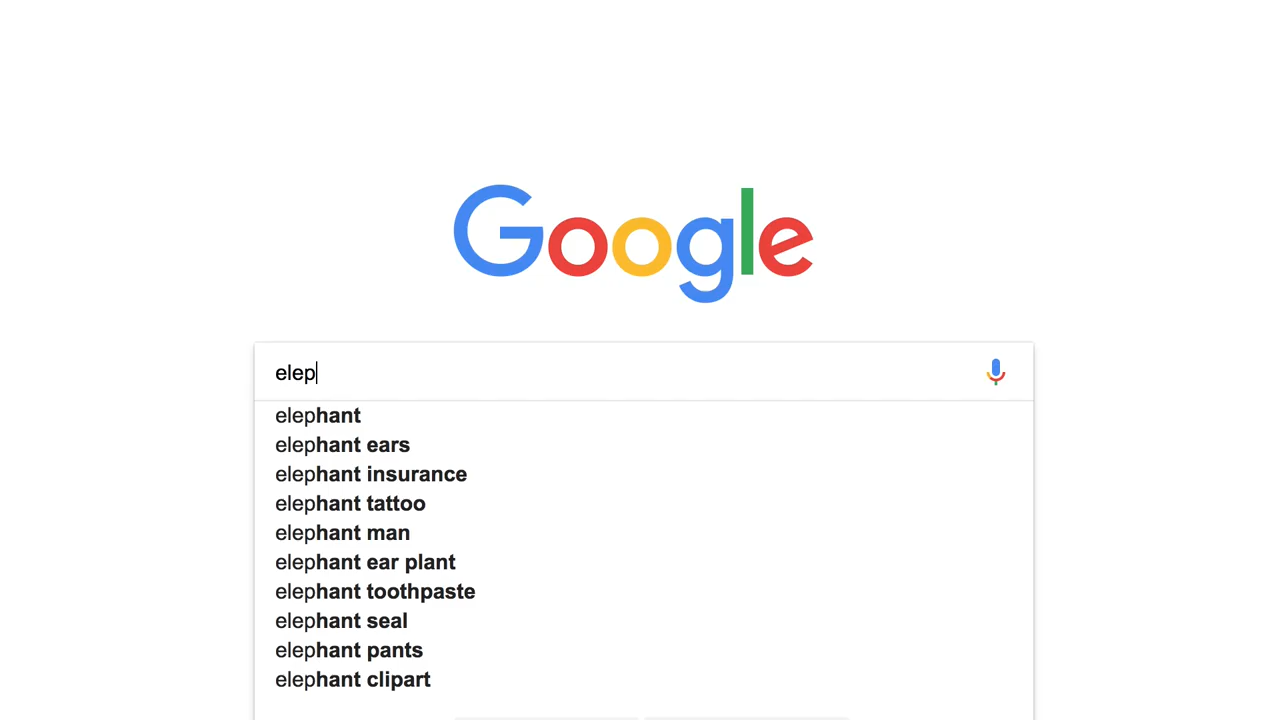 Google
elep
elephant
elephant ears
elephant insurance
elephant tattoo
elephant man
elephant ear plant
elephant toothpaste
elephant seal
elephant pants
elephant clipart